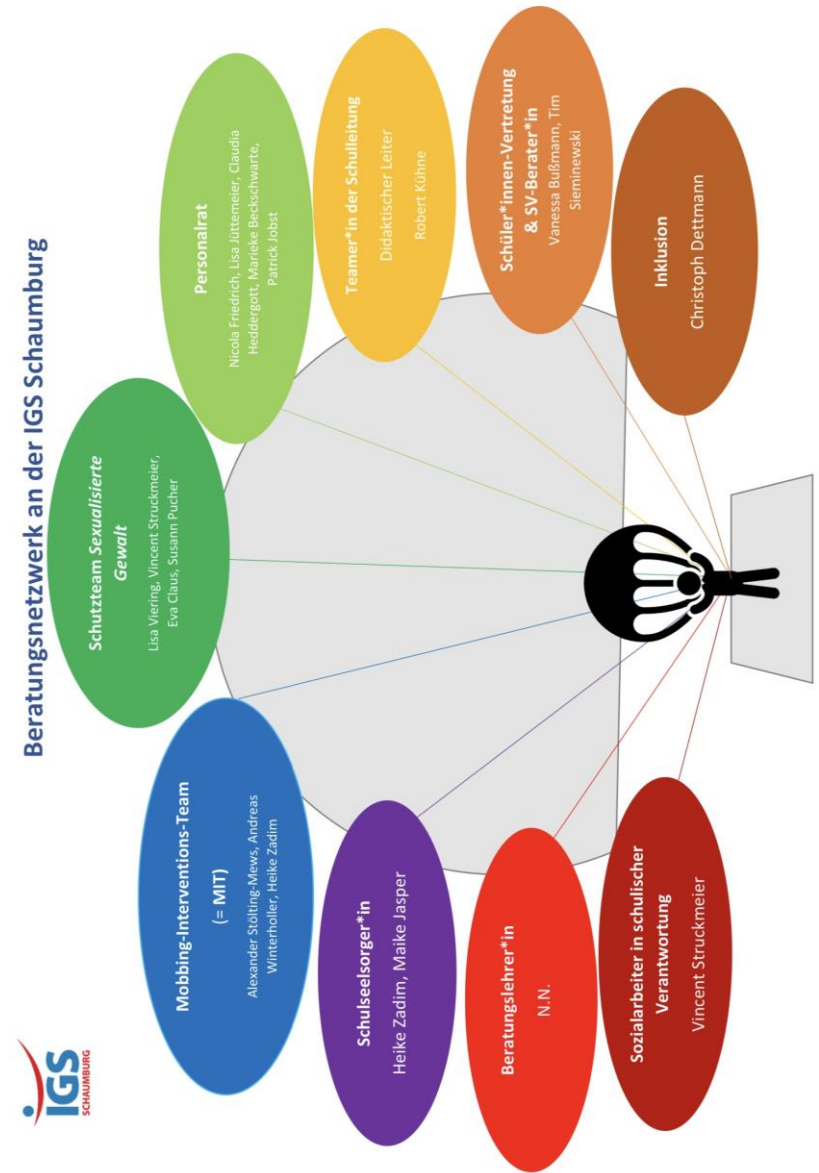 IGS
SCHAUMBURG
Beratungsnetzwerk an der IGS Schaumburg
Schutzteam Sexualisierte
Gewalt
Lisa Viering, Vincent Struckmeier,
Eva Claus, Susann Pucher
Mobbing-Interventions-Team
(= MIT)
Alexander Stölting-Mews, Andreas
Winterholler, Heike Zadim
Personalrat
Nicola Friedrich, Lisa Jüttemeier, Claudia
Heddergott, Marieke Beckschwarte,
Patrick Jobst
Schulseelsorger*in
Heike Zadim, Maike Jasper
Teamer*in der Schulleitung
Didaktischer Leiter
Robert Kühne
Beratungslehrer*in
N.N.
Schüler*innen-Vertretung
& SV-Berater*in
Vanessa Bußmann, Tim
Sieminewski
Sozialarbeiter in schulischer
Verantwortung
Vincent Struckmeier
Inklusion
Christoph Dettmann